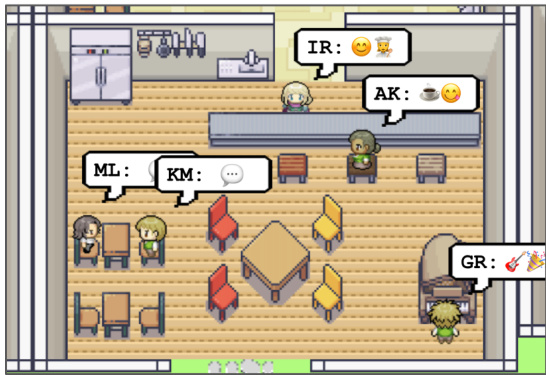 IR: 😊👩‍🍳
AK: ☕😋
ML: 💬
KM: 💬
GR: 🎸🎉